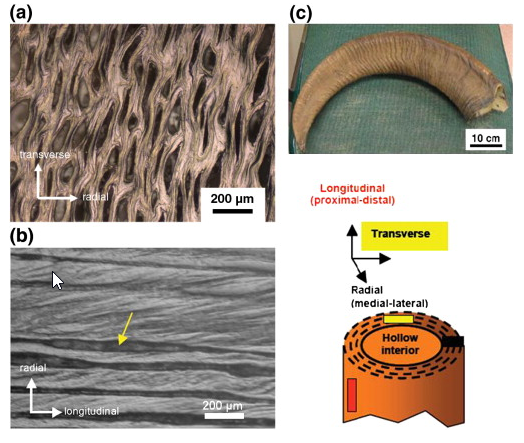 (a)
transverse
radial
200 µm
(b)
radial
longitudinal
200 µm
(c)
10 cm
Longitudinal
(proximal-distal)
Transverse
Radial
(medial-lateral)
Hollow
interior